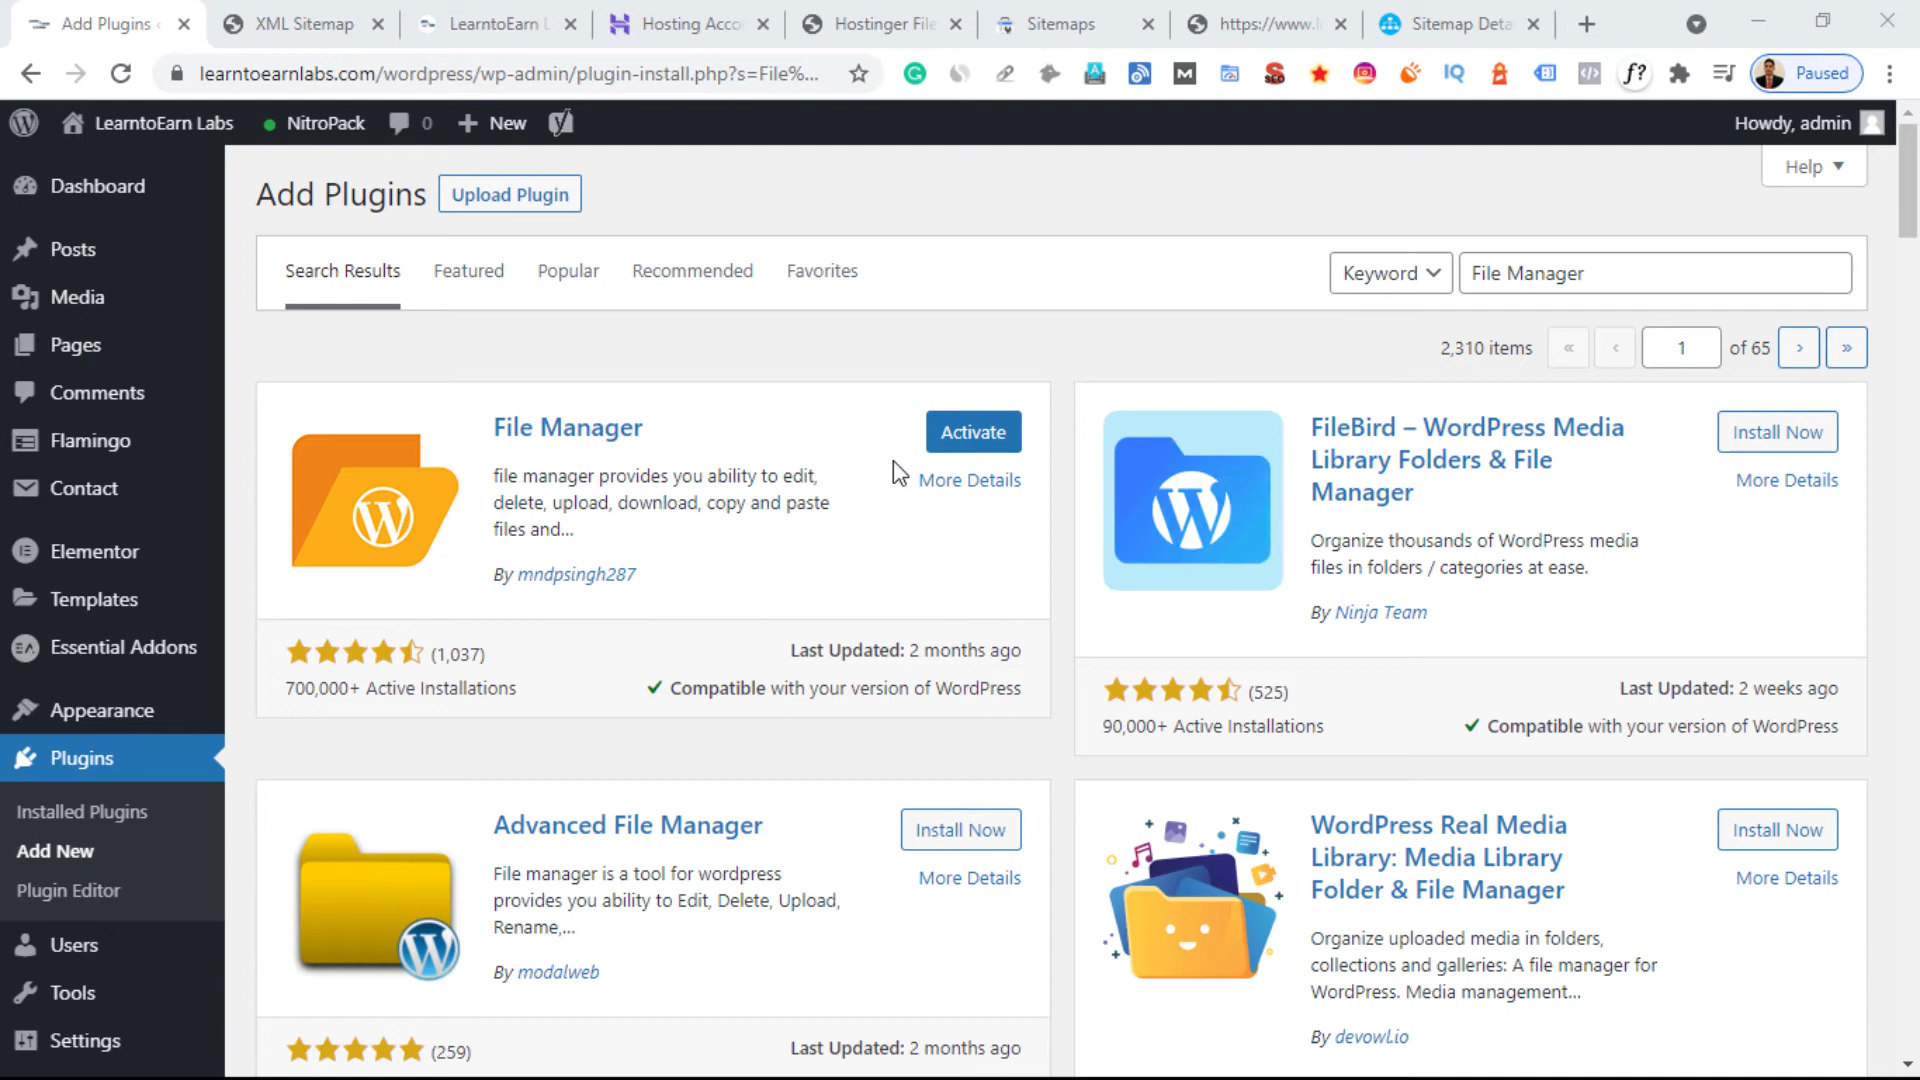 Add Plugins ‹
XML Sitemap
LearntoEarn L
Hosting Acco
Hostinger File
Sitemaps
https://www.l
Sitemap Deta
learntoearnlabs.com/wordpress/wp-admin/plugin-install.php?s=File%...
Paused
LearntoEarn Labs
NitroPack
0
New
Howdy, admin
Dashboard
Posts
Media
Pages
Comments
Flamingo
Contact
Elementor
Templates
Essential Addons
Appearance
Plugins
Installed Plugins
Add New
Plugin Editor
Users
Tools
Settings
Help
Add Plugins
Upload Plugin
Search Results
Featured
Popular
Recommended
Favorites
Keyword
File Manager
2,310 items
«
‹
1
of 65
›
»
File Manager
Activate
More Details
file manager provides you ability to edit,
delete, upload, download, copy and paste
files and...
By mndpsingh287
(1,037)
Last Updated: 2 months ago
700,000+ Active Installations
Compatible with your version of WordPress
FileBird – WordPress Media
Library Folders & File
Manager
Install Now
More Details
Organize thousands of WordPress media
files in folders / categories at ease.
By Ninja Team
(525)
Last Updated: 2 weeks ago
90,000+ Active Installations
Compatible with your version of WordPress
Advanced File Manager
Install Now
More Details
File manager is a tool for wordpress
provides you ability to Edit, Delete, Upload,
Rename,...
By modalweb
(259)
Last Updated: 2 months ago
WordPress Real Media
Library: Media Library
Folder & File Manager
Install Now
More Details
Organize uploaded media in folders,
collections and galleries: A file manager for
WordPress. Media management...
By devowl.io